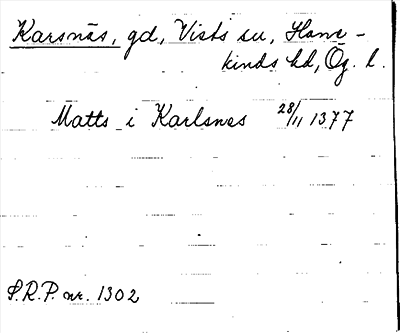 Karsnäs, gd, Vists sn, Hane-
kinds hd, Ög. l.
Matts i Karlsnes 28/11 1377
S.R.P. nr. 1302